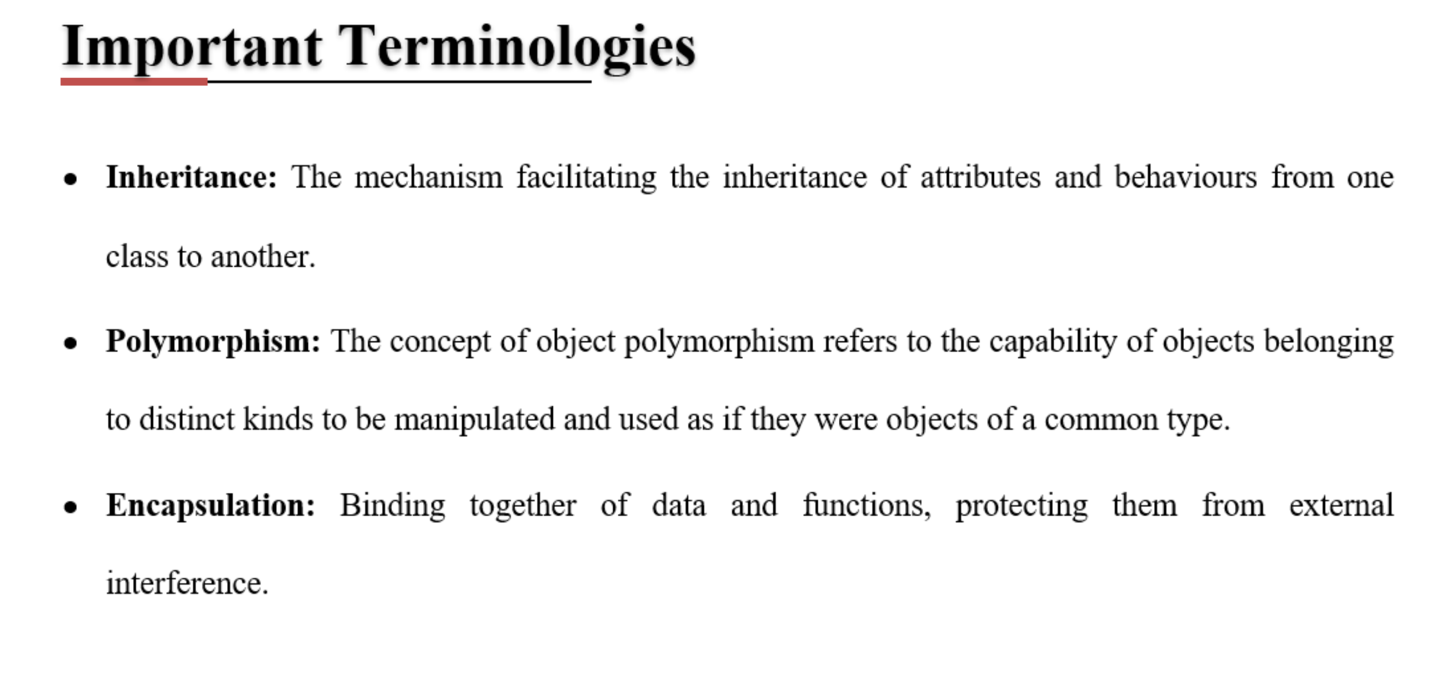 Important Terminologies
• Inheritance: The mechanism facilitating the inheritance of attributes and behaviours from one
class to another.
• Polymorphism: The concept of object polymorphism refers to the capability of objects belonging
to distinct kinds to be manipulated and used as if they were objects of a common type.
• Encapsulation: Binding together of data and functions, protecting them from external
interference.